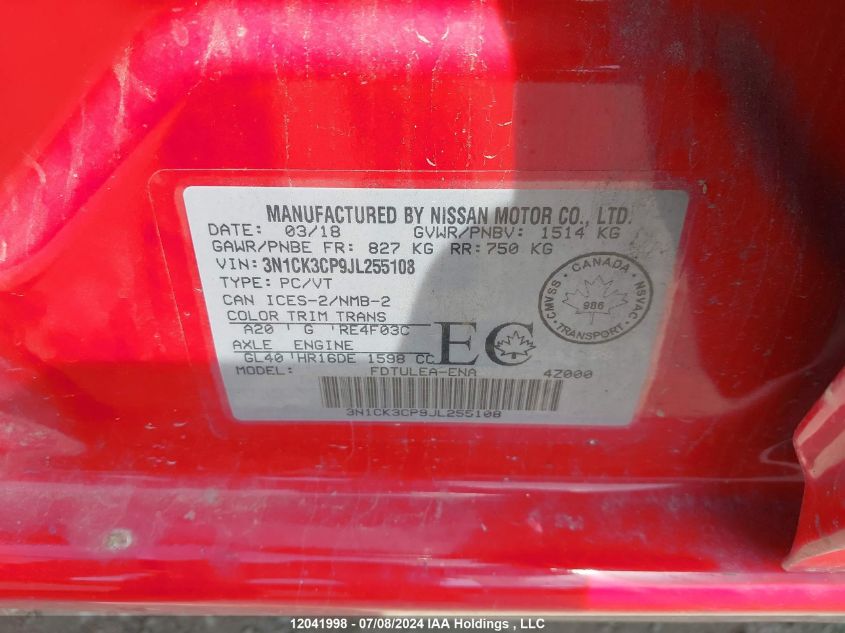 MANUFACTURED BY NISSAN MOTOR CO., LTD.
DATE: 03/18 GVWR/PNBV: 1514 KG
GAWR/PNBE FR: 827 KG RR: 750 KG
VIN: 3N1CK3CP9JL255108
TYPE: PC/VT
CAN ICES-2/NMB-2
COLOR TRIM TRANS
A20 G RE4F03C
AXLE ENGINE
GL40 HR16DE 1598 CC
EC
MODEL: FDTULEA-ENA 4Z000
3N1CK3CP9JL255108
CANADA
CMVSS 986 NSVAC
TRANSPORT
12041998 - 07/08/2024 IAA Holdings , LLC